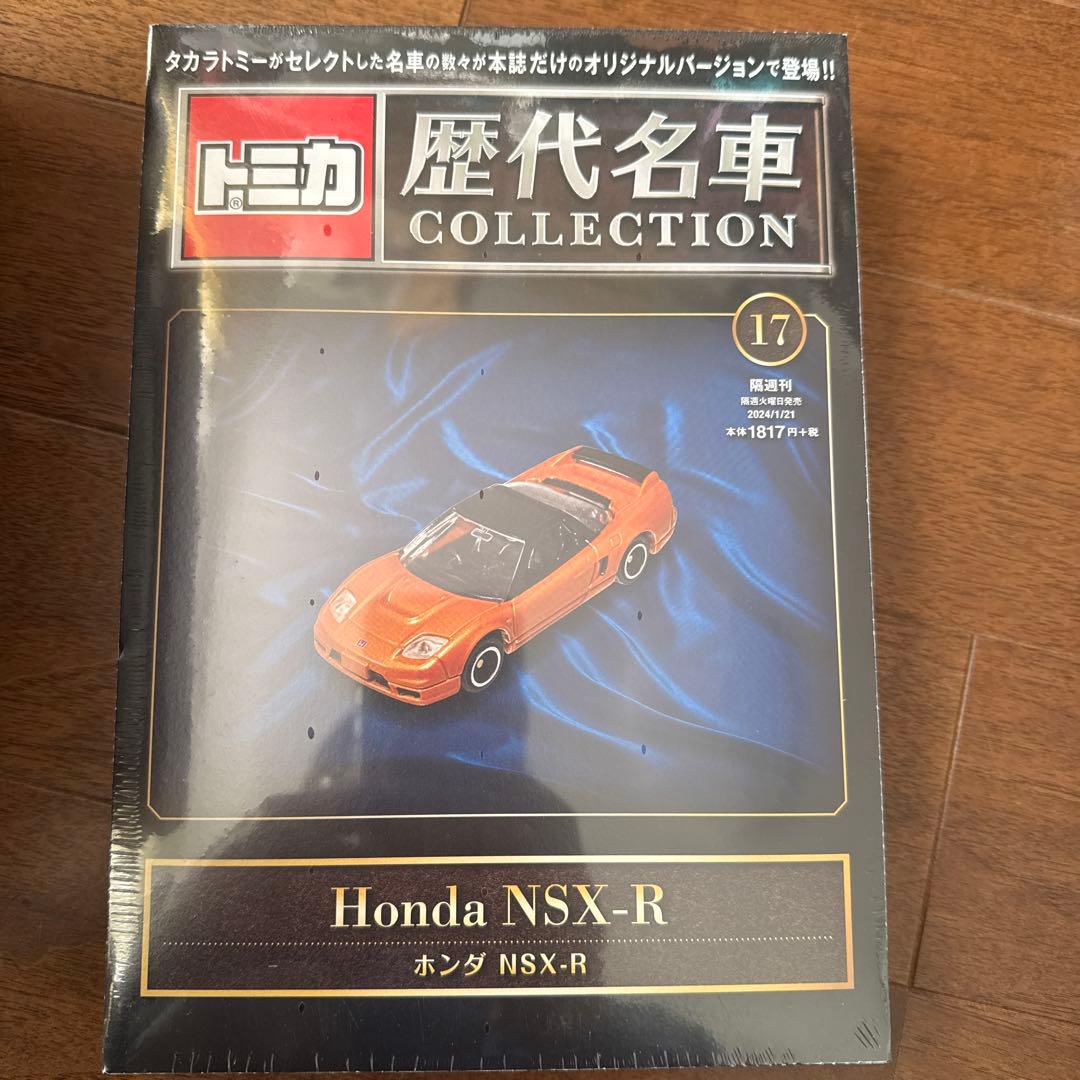 タカラトミーがセレクトした名車の数々が本誌だけのオリジナルバージョンで登場!!
トミカ®
歴代名車
COLLECTION
17
隔週刊
隔週火曜日発売
2024/1/21
本体1817円+税
Honda NSX-R
ホンダ NSX-R